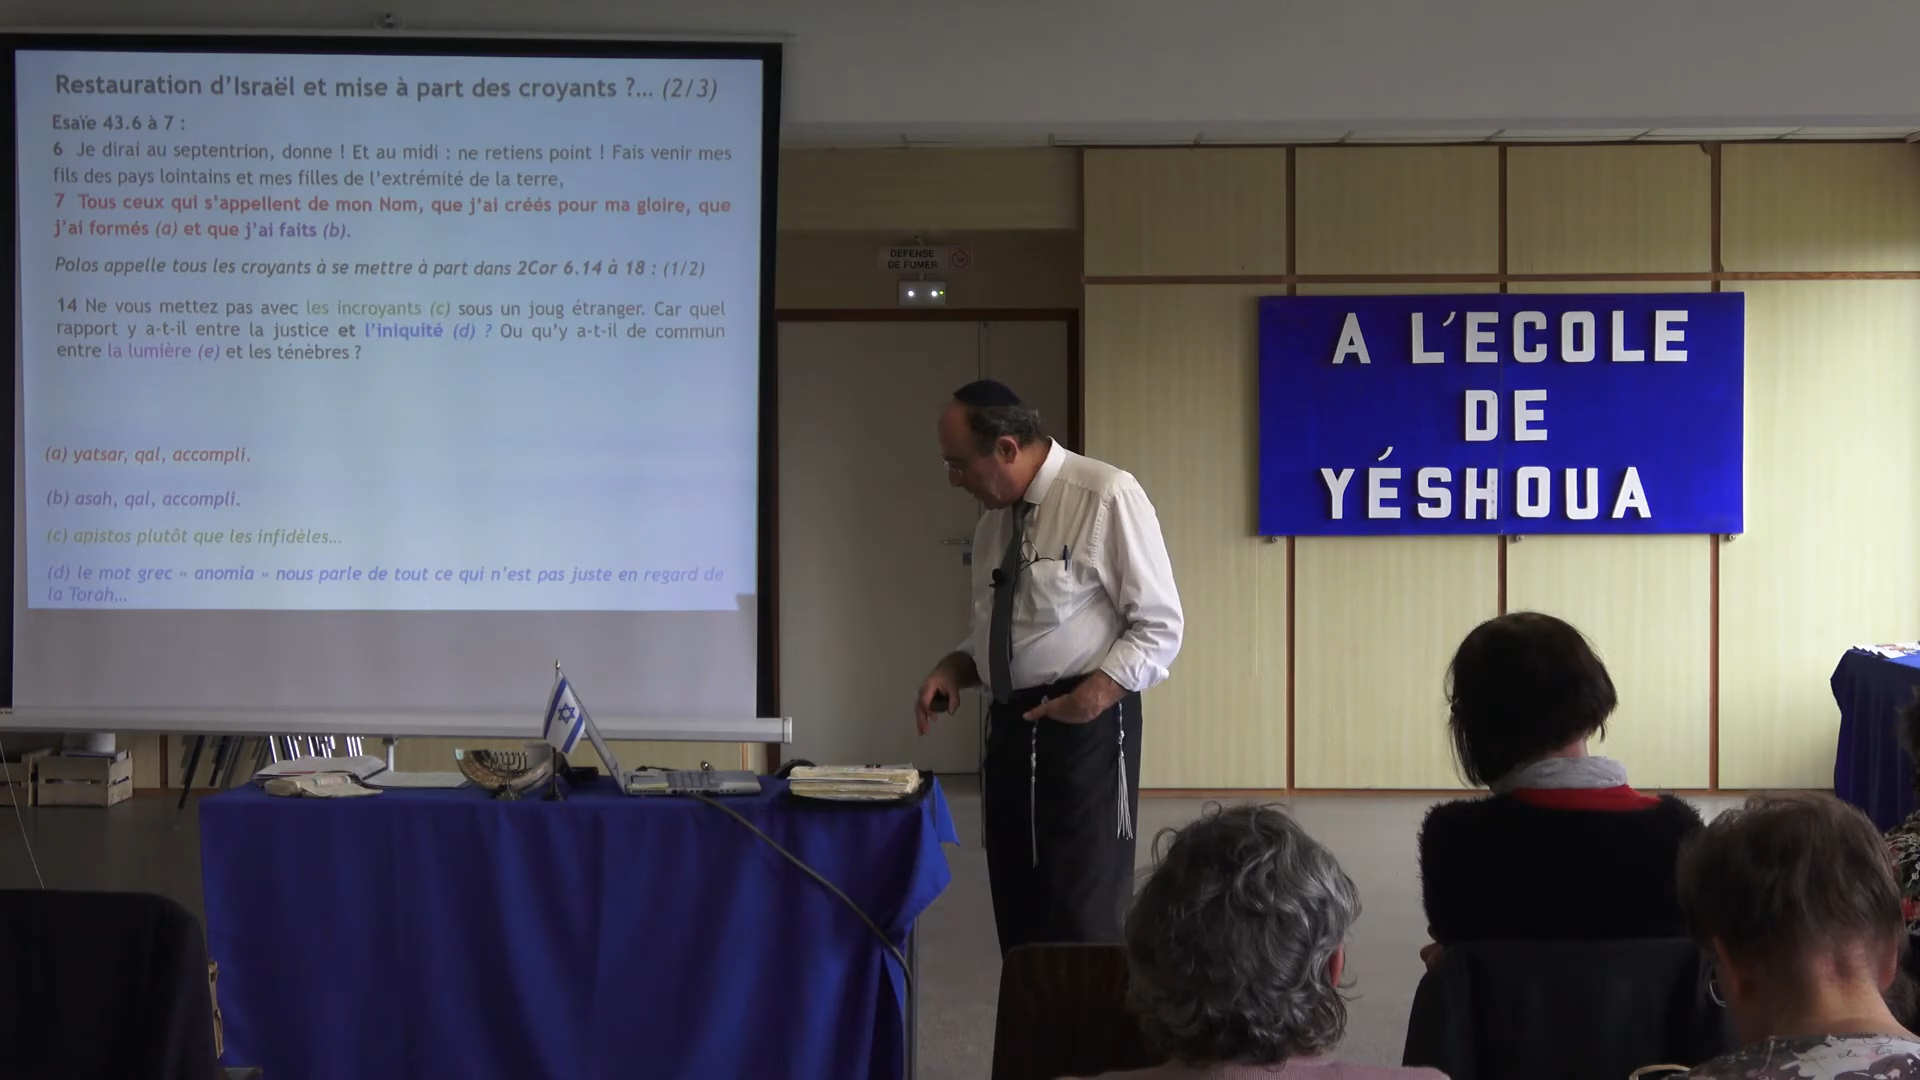 Restauration d'Israël et mise à part des croyants ?... (2/3)
Esaïe 43.6 à 7 :
6 Je dirai au septentrion, donne ! Et au midi : ne retiens point ! Fais venir mes
fils des pays lointains et mes filles de l'extrémité de la terre,
7 Tous ceux qui s'appellent de mon Nom, que j'ai créés pour ma gloire, que
j'ai formés (a) et que j'ai faits (b).
Polos appelle tous les croyants à se mettre à part dans 2Cor 6.14 à 18 : (1/2)
14 Ne vous mettez pas avec les incroyants (c) sous un joug étranger. Car quel
rapport y a-t-il entre la justice et l'iniquité (d) ? Ou qu'y a-t-il de commun
entre la lumière (e) et les ténèbres ?
(a) yatsar, qal, accompli.
(b) asah, qal, accompli.
(c) apistos plutôt que les infidèles...
(d) le mot grec « anomia » nous parle de tout ce qui n'est pas juste en regard de
la Torah...
DEFENSE
DE FUMER
A L'ECOLE
DE
YÉSHOUA